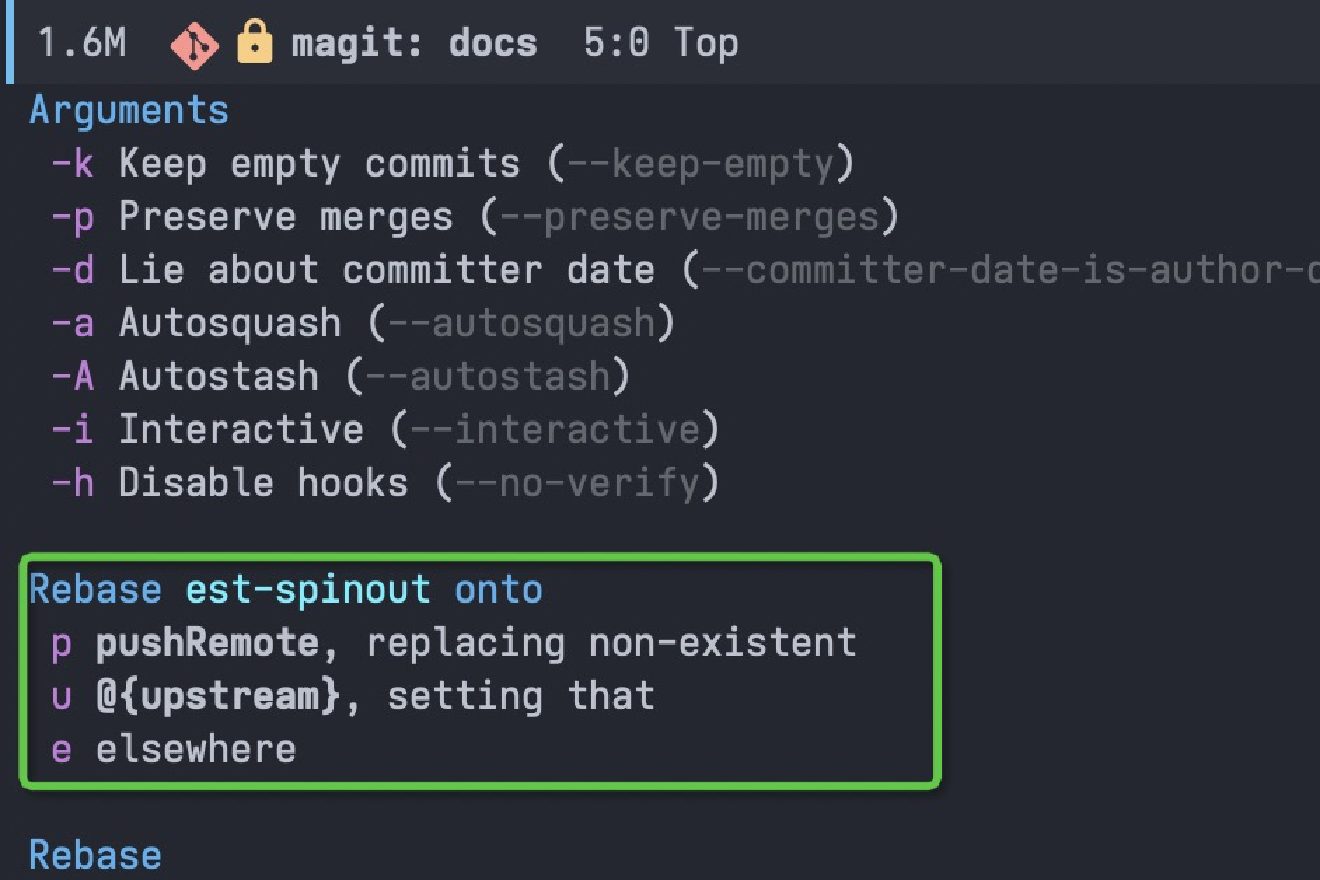 1.6M magit: docs 5:0 Top
Arguments
-k Keep empty commits (--keep-empty)
-p Preserve merges (--preserve-merges)
-d Lie about committer date (--committer-date-is-author-
-a Autosquash (--autosquash)
-A Autostash (--autostash)
-i Interactive (--interactive)
-h Disable hooks (--no-verify)
Rebase est-spinout onto
p pushRemote, replacing non-existent
u @{upstream}, setting that
e elsewhere
Rebase